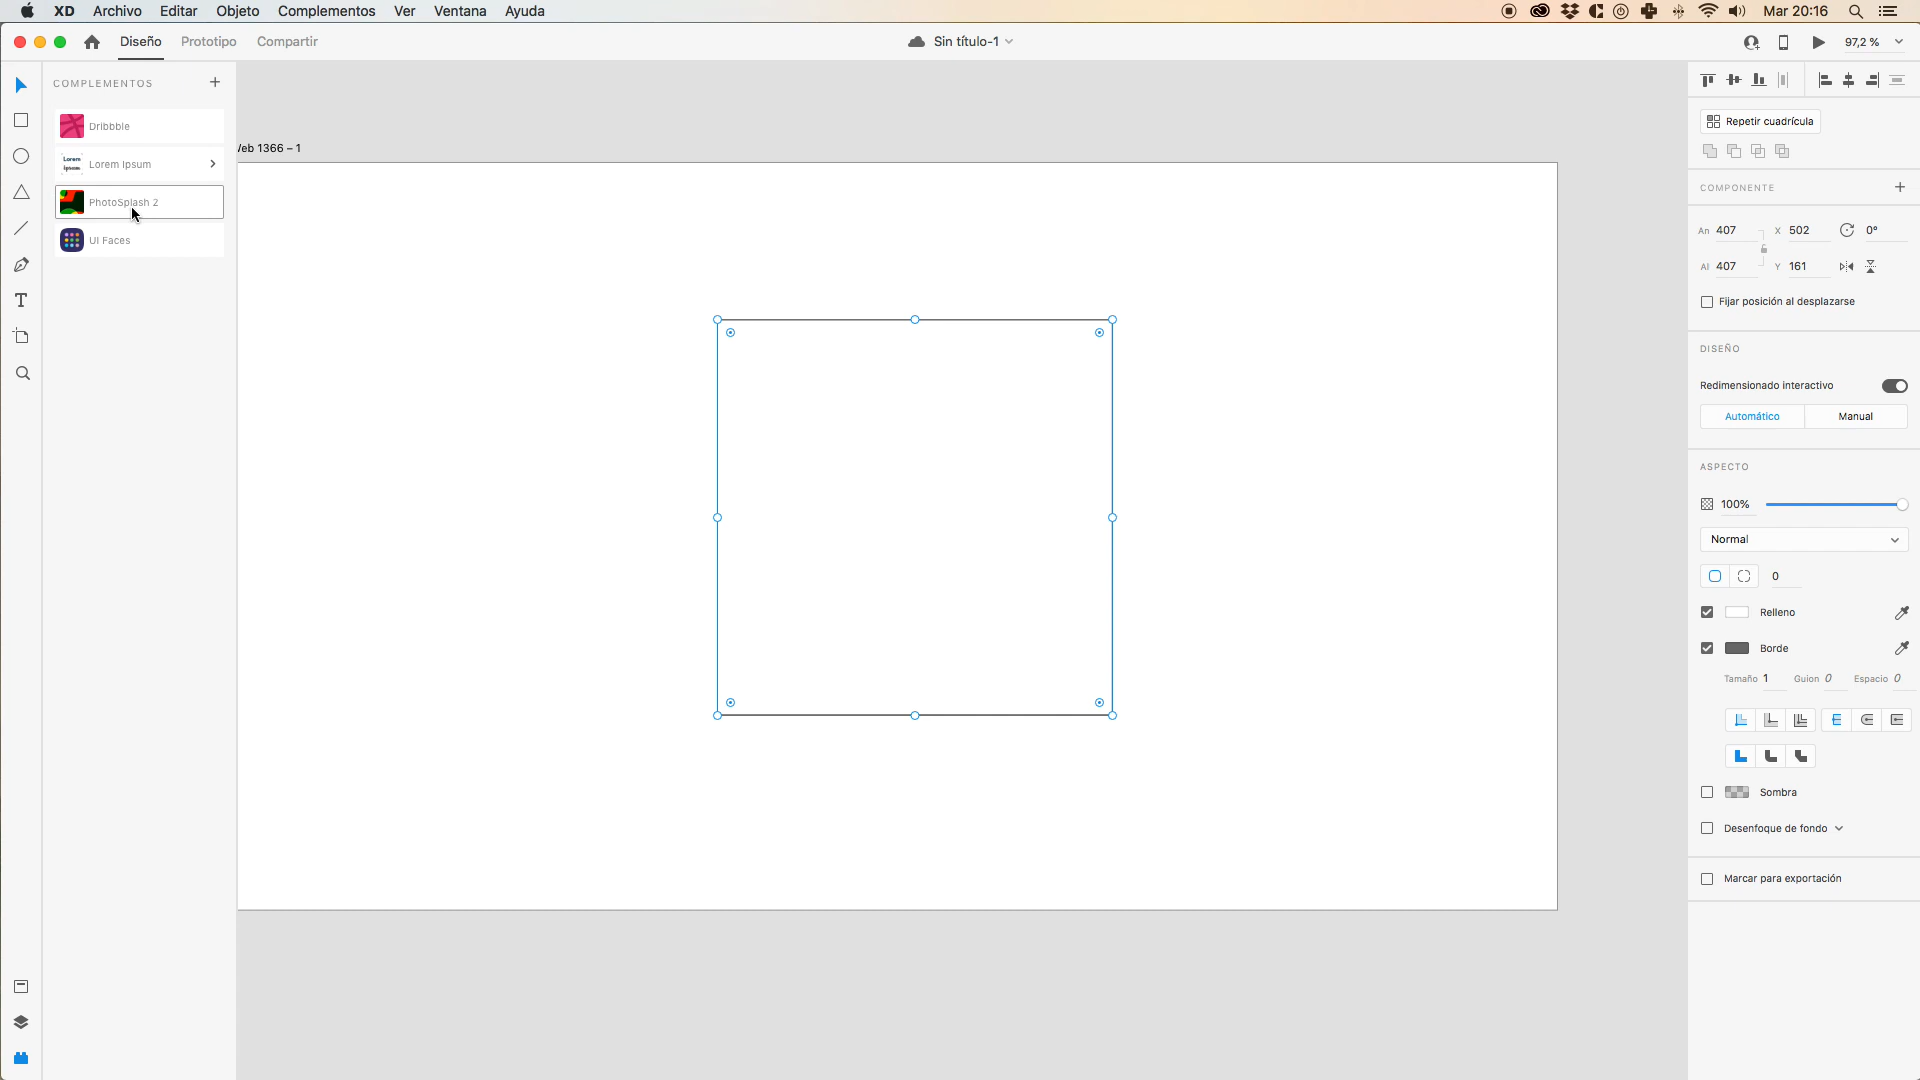 XD Archivo Editar Objeto Complementos Ver Ventana Ayuda Mar 20:16
Diseño Prototipo Compartir Sin título-1 97,2 %
COMPLEMENTOS
Dribbble
Lorem Ipsum Lorem Ipsum
PhotoSplash 2
UI Faces
Web 1366 – 1
Repetir cuadrícula
COMPONENTE
An 407 X 502 0°
Al 407 Y 161
Fijar posición al desplazarse
DISEÑO
Redimensionado interactivo
Automático Manual
ASPECTO
100%
Normal
0
Relleno
Borde
Tamaño 1 Guion 0 Espacio 0
Sombra
Desenfoque de fondo
Marcar para exportación